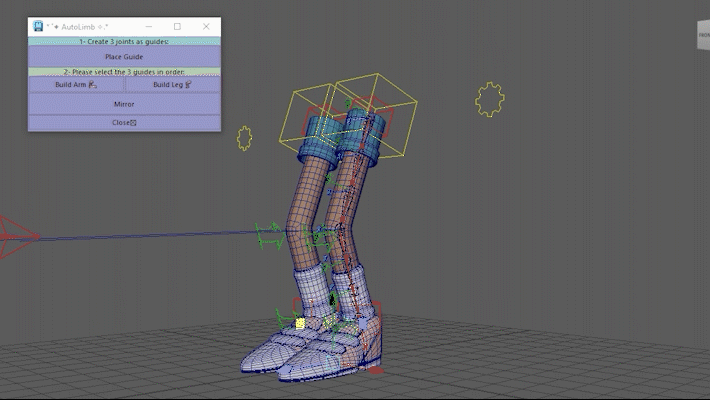 * ˚✦ AutoLimb ✧.*
1- Create 3 joints as guides:
Place Guide
2- Please select the 3 guides in order:
Build Arm
Build Leg
Mirror
Close